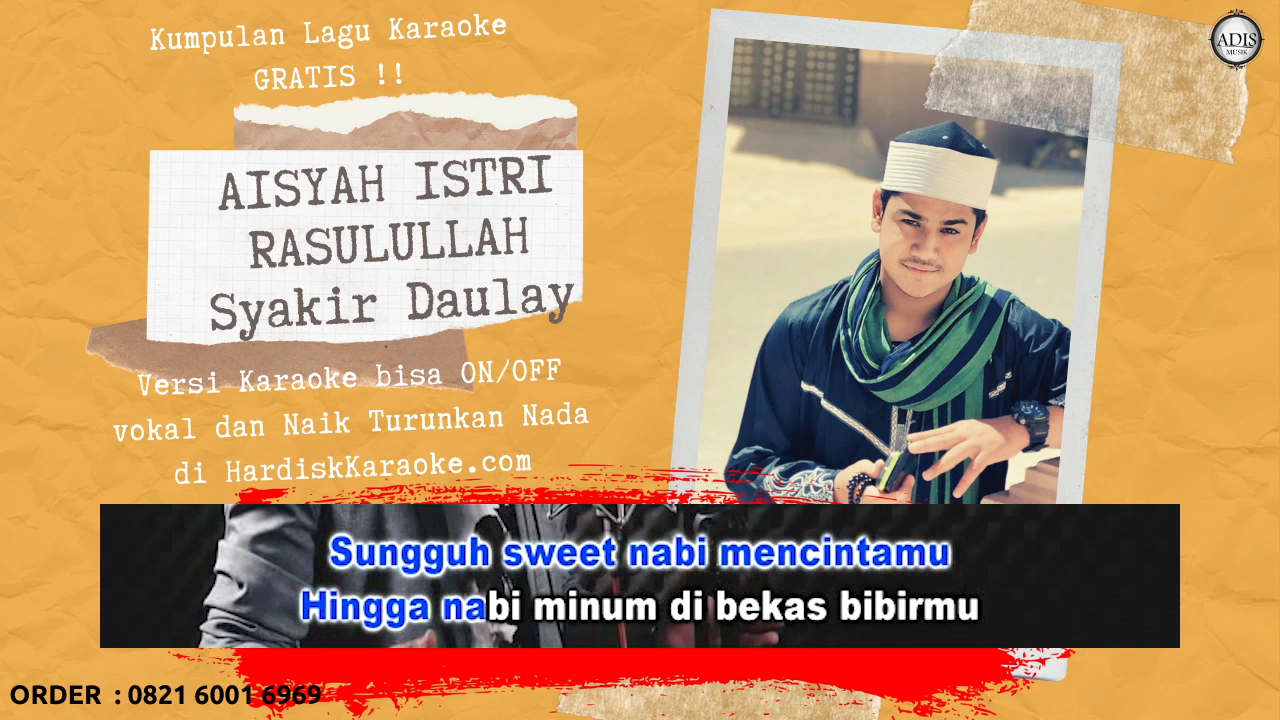 Kumpulan Lagu Karaoke
GRATIS !!
AISYAH ISTRI
RASULULLAH
Syakir Daulay
Versi Karaoke bisa ON/OFF
vokal dan Naik Turunkan Nada
di HardiskKaraoke.com
ADIS
MUSIK
Sungguh sweet nabi mencintamu
Hingga nabi minum di bekas bibirmu
ORDER : 0821 6001 6969